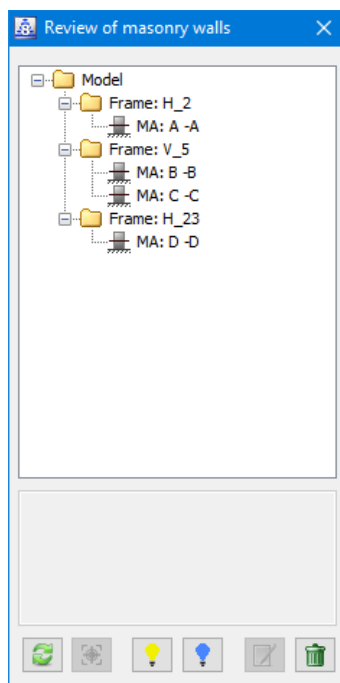 Review of masonry walls
Model
Frame: H_2
MA: A -A
Frame: V_5
MA: B -B
MA: C -C
Frame: H_23
MA: D -D